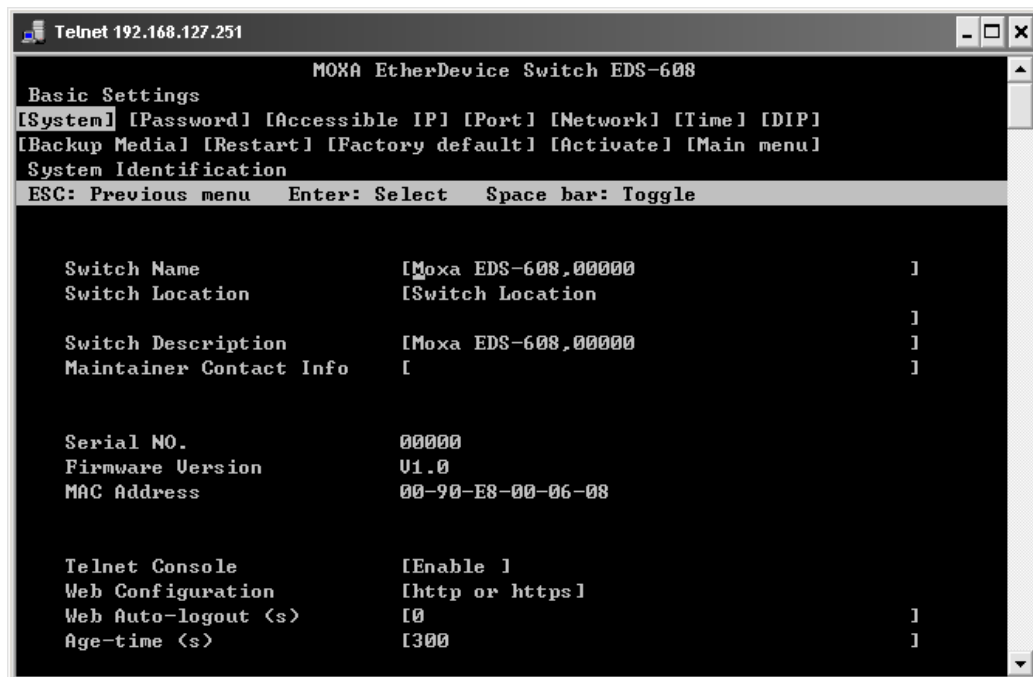 Telnet 192.168.127.251
MOXA EtherDevice Switch EDS-608
Basic Settings
[System] [Password] [Accessible IP] [Port] [Network] [Time] [DIP]
[Backup Media] [Restart] [Factory default] [Activate] [Main menu]
System Identification
ESC: Previous menu   Enter: Select   Space bar: Toggle
Switch Name [Moxa EDS-608,00000 ]
Switch Location [Switch Location
]
Switch Description [Moxa EDS-608,00000 ]
Maintainer Contact Info [ ]
Serial NO. 00000
Firmware Version V1.0
MAC Address 00-90-E8-00-06-08
Telnet Console [Enable ]
Web Configuration [http or https]
Web Auto-logout (s) [0 ]
Age-time (s) [300 ]